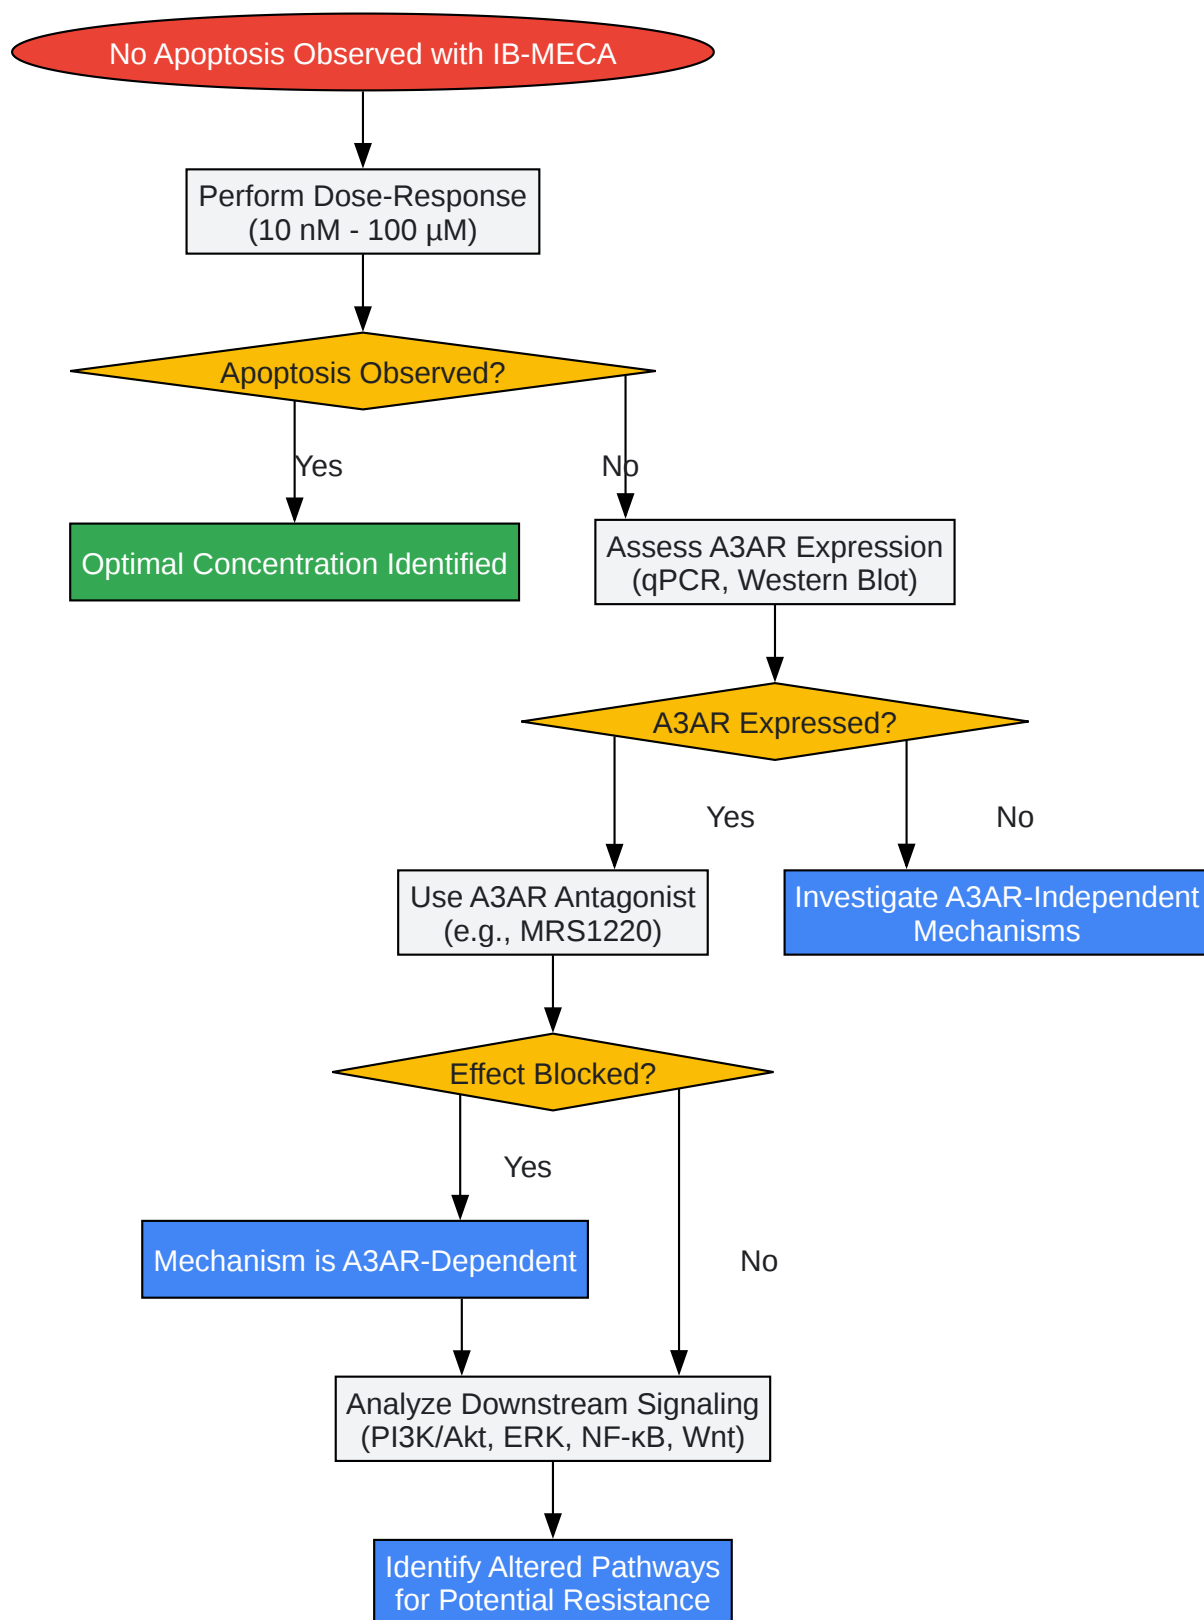 No Apoptosis Observed with IB-MECA
Perform Dose-Response
(10 nM - 100 µM)
Apoptosis Observed?
Yes
No
Optimal Concentration Identified
Assess A3AR Expression
(qPCR, Western Blot)
A3AR Expressed?
Yes
No
Use A3AR Antagonist
(e.g., MRS1220)
Investigate A3AR-Independent
Mechanisms
Effect Blocked?
Yes
Mechanism is A3AR-Dependent
No
Analyze Downstream Signaling
(PI3K/Akt, ERK, NF-κB, Wnt)
Identify Altered Pathways
for Potential Resistance